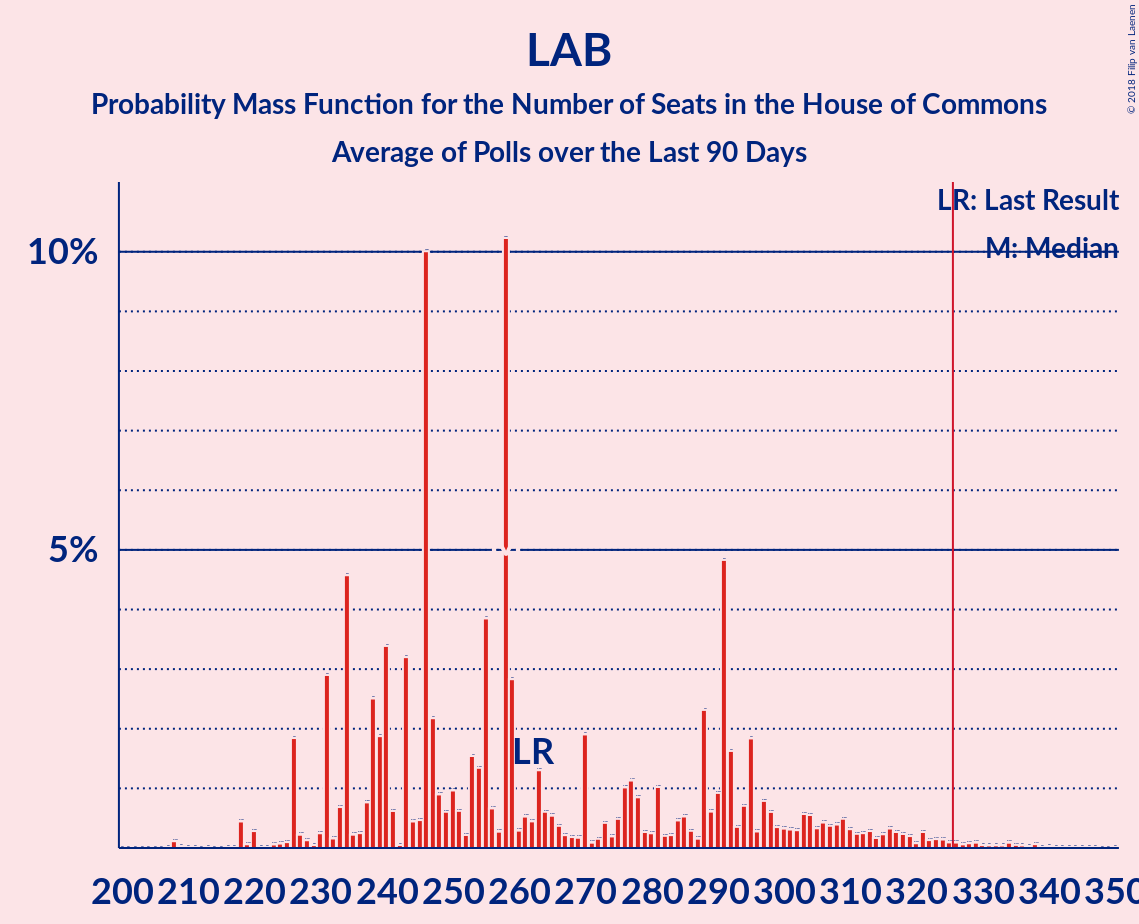 LAB
Probability Mass Function for the Number of Seats in the House of Commons
Average of Polls over the Last 90 Days
© 2018 Filip van Laenen
LR: Last Result
M: Median
10%
5%
LR
200 210 220 230 240 250 260 270 280 290 300 310 320 330 340 350